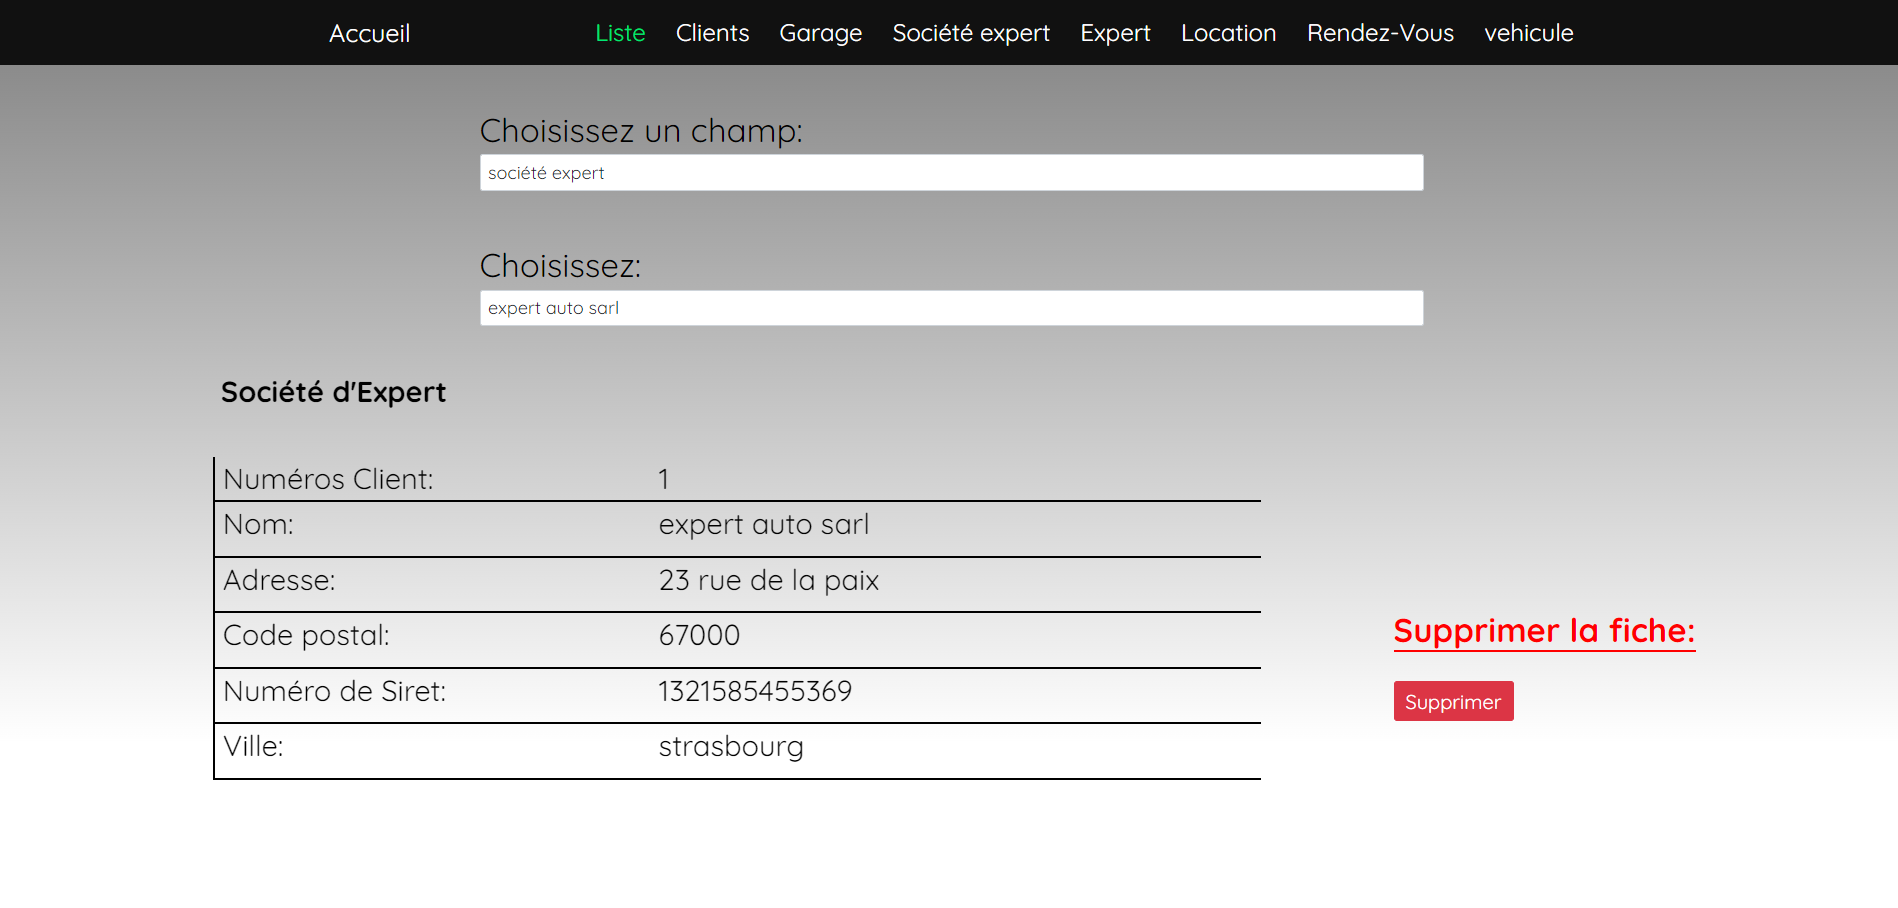 Accueil Liste Clients Garage Société expert Expert Location Rendez-Vous vehicule
Choisissez un champ:
société expert
Choisissez:
expert auto sarl
Société d'Expert
Numéros Client: 1
Nom: expert auto sarl
Adresse: 23 rue de la paix
Code postal: 67000
Numéro de Siret: 1321585455369
Ville: strasbourg
Supprimer la fiche:
Supprimer